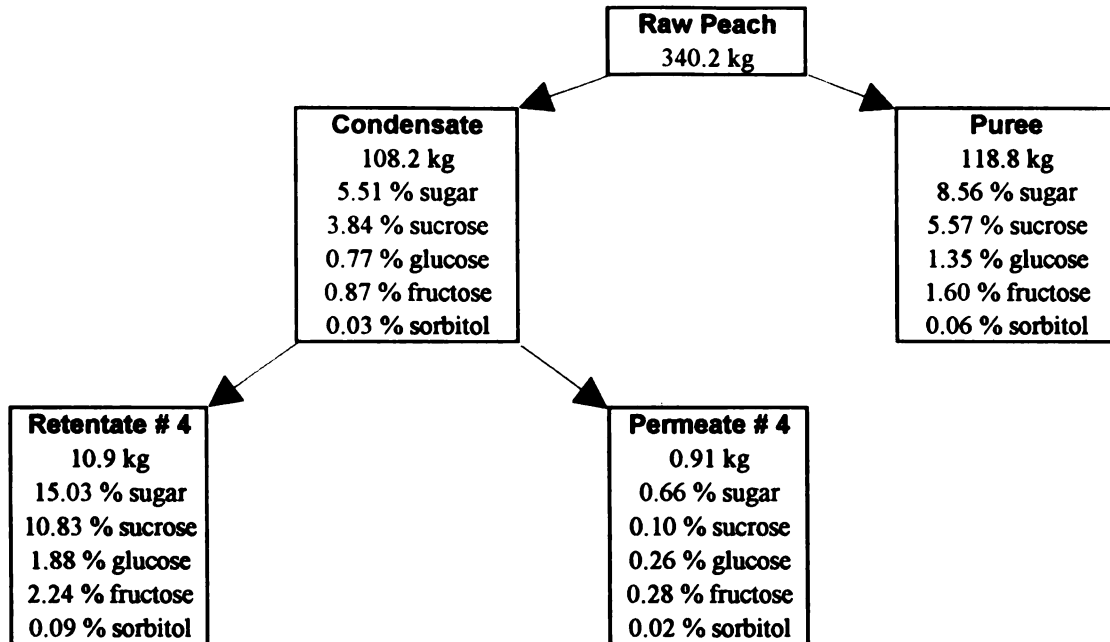 Raw Peach
340.2 kg
Condensate
108.2 kg
5.51 % sugar
3.84 % sucrose
0.77 % glucose
0.87 % fructose
0.03 % sorbitol
Puree
118.8 kg
8.56 % sugar
5.57 % sucrose
1.35 % glucose
1.60 % fructose
0.06 % sorbitol
Retentate # 4
10.9 kg
15.03 % sugar
10.83 % sucrose
1.88 % glucose
2.24 % fructose
0.09 % sorbitol
Permeate # 4
0.91 kg
0.66 % sugar
0.10 % sucrose
0.26 % glucose
0.28 % fructose
0.02 % sorbitol